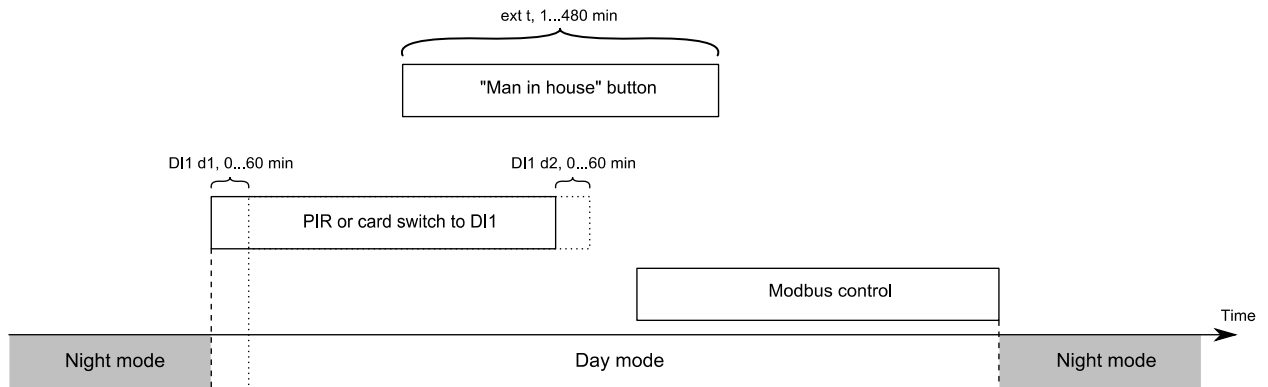 ext t, 1...480 min
"Man in house" button
DI1 d1, 0...60 min
DI1 d2, 0...60 min
PIR or card switch to DI1
Modbus control
Time
Night mode
Day mode
Night mode